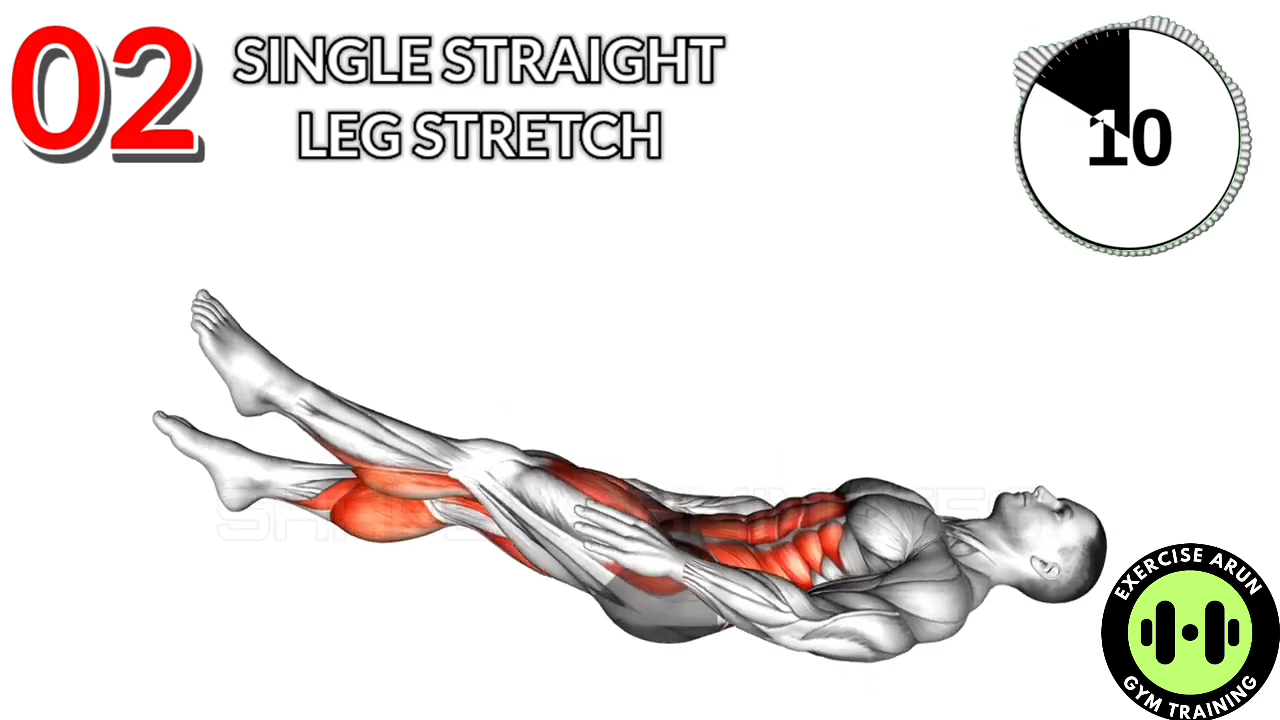 02
SINGLE STRAIGHT
LEG STRETCH
10
EXERCISE ARUN
GYM TRAINING